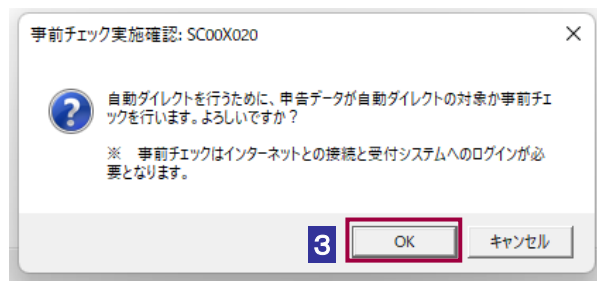 事前チェック実施確認: SC00X020
自動ダイレクトを行うために、申告データが自動ダイレクトの対象か事前チェ
ックを行います。よろしいですか？
※　事前チェックはインターネットとの接続と受付システムへのログインが必
要となります。
3
OK
キャンセル